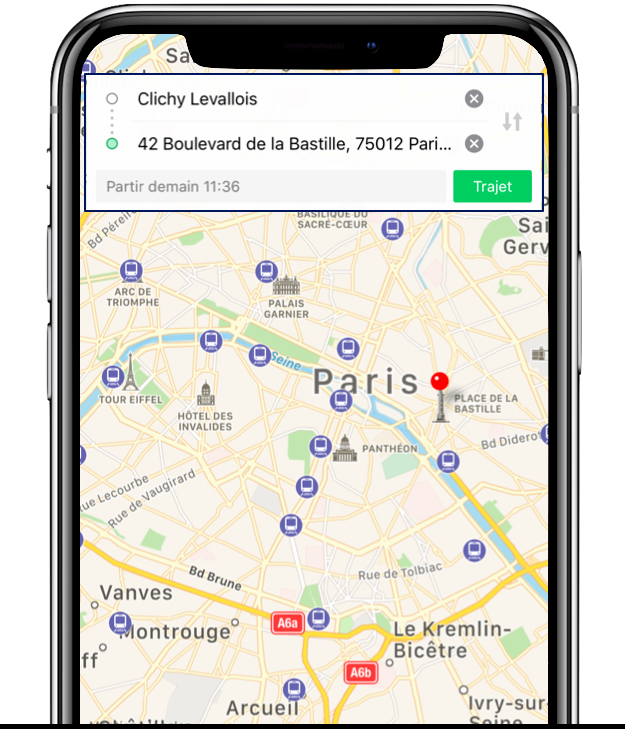 Sa
Clichy Levallois
42 Boulevard de la Bastille, 75012 Pari...
Partir demain 11:36
Trajet
Bd Péreire
BASILIQUE DU
SACRÉ-CŒUR
Sai
Gerv
ARC DE
TRIOMPHE
PALAIS
GARNIER
Seine
Paris
TOUR EIFFEL
HÔTEL DES
INVALIDES
PLACE DE LA
BASTILLE
PANTHÉON
Bd Diderot
ue Lecourbe
Rue de Vaugirard
Bd Brune
Rue de Tolbiac
Vanves
A6a
Montrouge
Le Kremlin-
Bicêtre
ff
A6b
Arcueil
Ivry-sur-
Seine